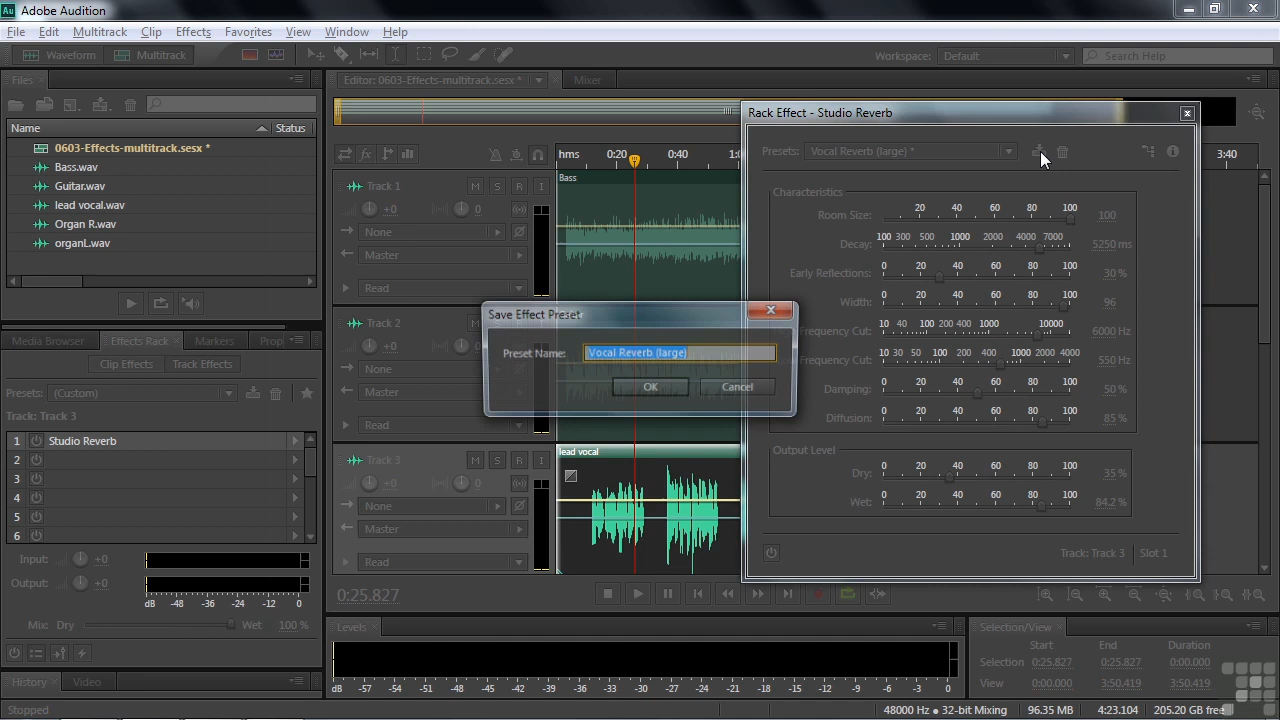 Au Adobe Audition
File Edit Multitrack Clip Effects Favorites View Window Help
Waveform Multitrack Workspace: Default Search Help
Files
Name Status
0603-Effects-multitrack.sesx *
Bass.wav
Guitar.wav
lead vocal.wav
Organ R.wav
organL.wav
Media Browser Effects Rack Markers Prop
Clip Effects Track Effects
Presets: (Custom)
Track: Track 3
1 Studio Reverb
2
3
4
5
6
Input: +0
Output: +0
dB -48 -36 -24 -12 0
Mix: Dry Wet 100 %
History Video
Stopped
Editor: 0603-Effects-multitrack.sesx * Mixer
hms 0:20 0:40 1:0 3:40
Track 1 M S R I
+0 0
None
Master
Read
Bass
Track 2 M
+0
None
Master
Read
Track 3 M S R I
+0 0
None
Master
Read
lead vocal
0:25.827
Levels
dB -57 -54 -51 -48 -45 -42 -39 -36 -33 -30 -27 -24 -21 -18 -15 -12 -9 -6 -3 0
Save Effect Preset
Preset Name: Vocal Reverb (large)
OK Cancel
Rack Effect - Studio Reverb
Presets: Vocal Reverb (large) *
Characteristics
20 40 60 80 100
Room Size: 100
100 300 500 1000 2000 4000 7000
Decay: 5250 ms
0 20 40 60 80 100
Early Reflections: 30 %
0 20 40 60 80 100
Width: 96
10 40 100 200 400 1000 10000
Frequency Cut: 6000 Hz
10 30 50 100 200 400 1000 2000 4000
Frequency Cut: 550 Hz
0 20 40 60 80 100
Damping: 50 %
0 20 40 60 80 100
Diffusion: 85 %
Output Level
0 20 40 60 80 100
Dry: 35 %
0 20 40 60 80 100
Wet: 84.2 %
Track: Track 3 Slot 1
Selection/View
Start End Duration
Selection 0:25.827 0:25.827 0:00.000
View 0:00.000 3:50.419 3:50.419
48000 Hz ● 32-bit Mixing 96.35 MB 4:23.104 205.20 GB free